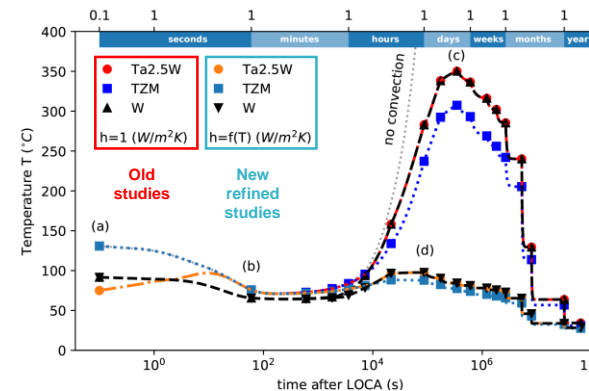 0.1 1 1 1 1 1 1
seconds minutes hours days weeks months year
400
350
300
250
200
150
100
50
0
Temperature T (°C)
Ta2.5W
TZM
W
h=1 (W/m²K)
Ta2.5W
TZM
W
h=f(T) (W/m²K)
Old
studies
New
refined
studies
no convection
(a)
(b)
(c)
(d)
10⁰ 10² 10⁴ 10⁶
time after LOCA (s)